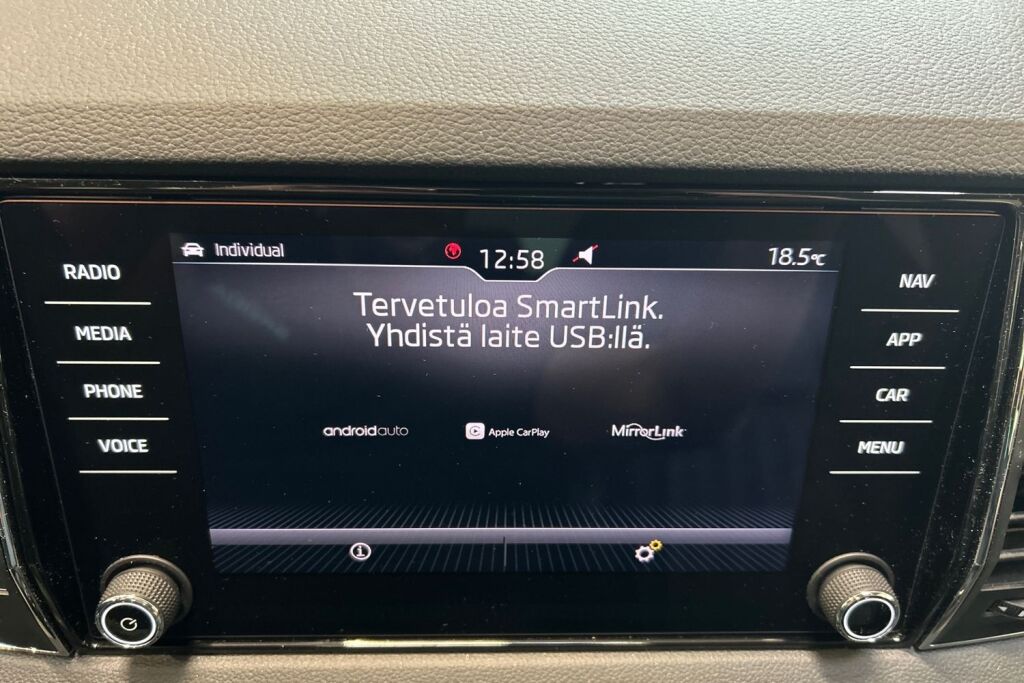 Individual
12:58
18.5°C
RADIO
MEDIA
PHONE
VOICE
Tervetuloa SmartLink.
Yhdistä laite USB:llä.
androidauto
Apple CarPlay
MirrorLink
NAV
APP
CAR
MENU